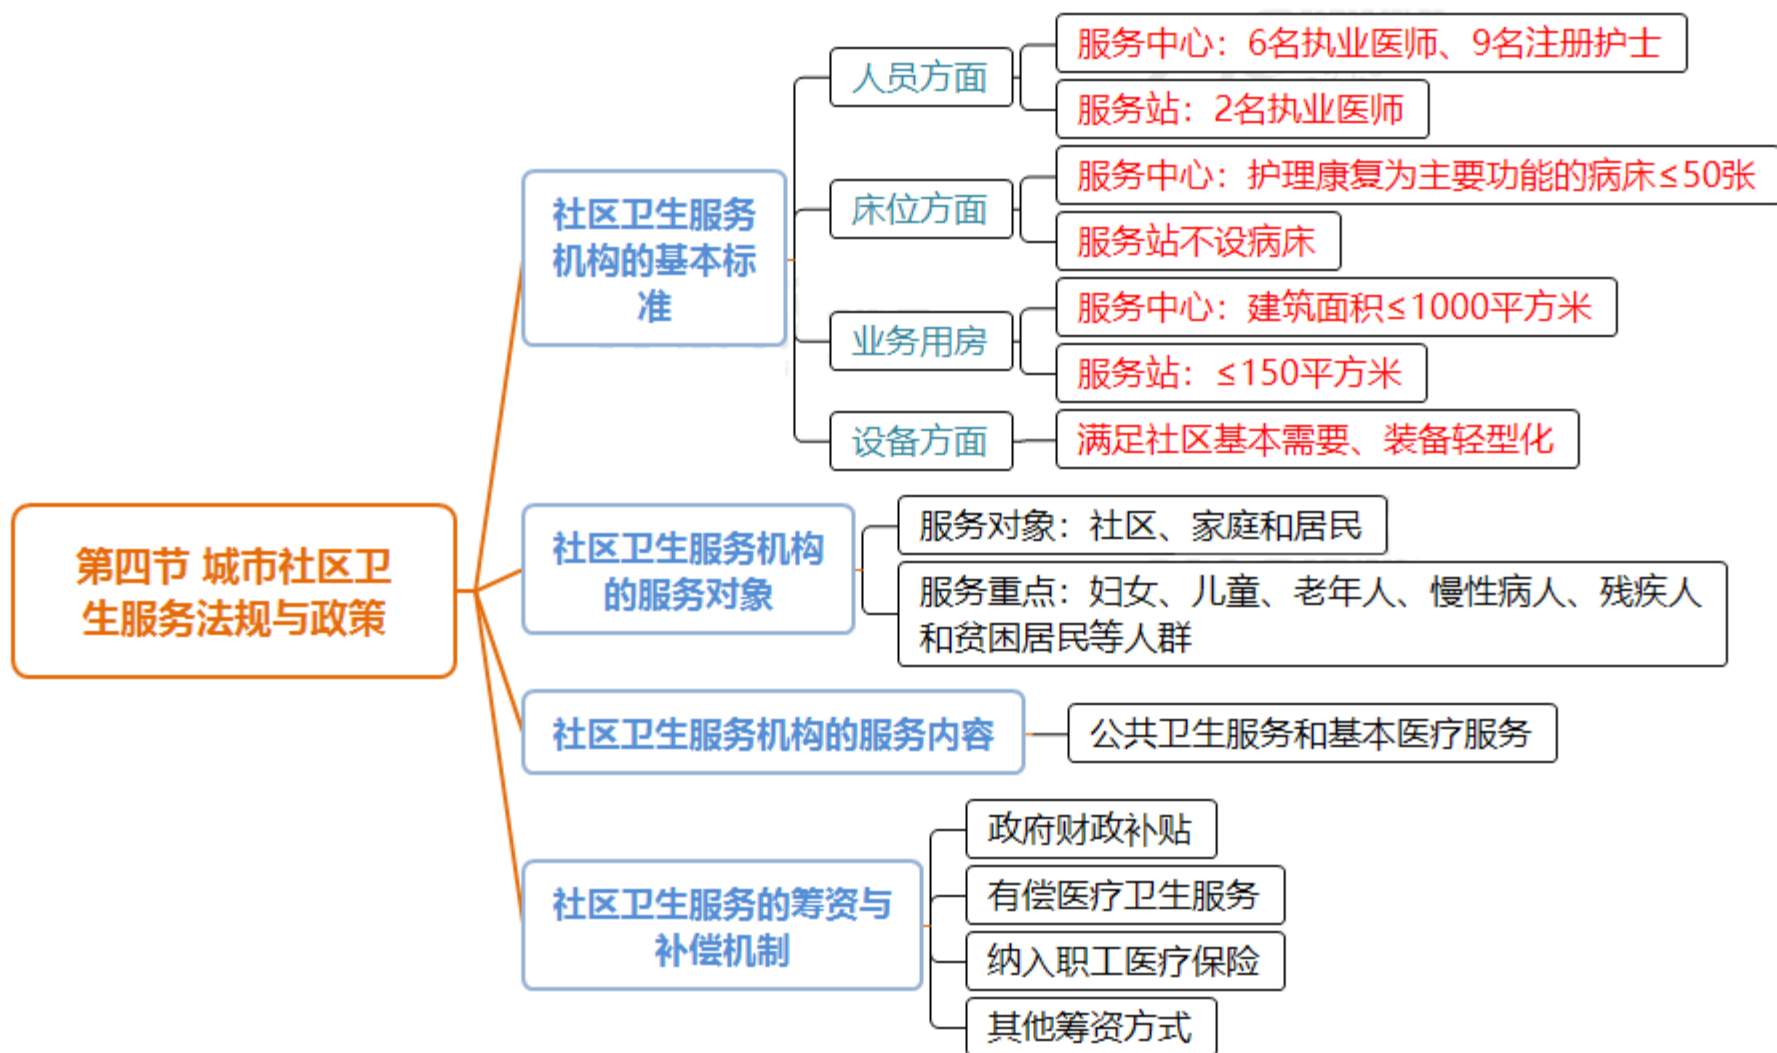 第四节 城市社区卫
生服务法规与政策
社区卫生服务
机构的基本标
准
人员方面
服务中心：6名执业医师、9名注册护士
服务站：2名执业医师
床位方面
服务中心：护理康复为主要功能的病床≤50张
服务站不设病床
业务用房
服务中心：建筑面积≤1000平方米
服务站：≤150平方米
设备方面
满足社区基本需要、装备轻型化
社区卫生服务机构
的服务对象
服务对象：社区、家庭和居民
服务重点：妇女、儿童、老年人、慢性病人、残疾人
和贫困居民等人群
社区卫生服务机构的服务内容
公共卫生服务和基本医疗服务
社区卫生服务的筹资与
补偿机制
政府财政补贴
有偿医疗卫生服务
纳入职工医疗保险
其他筹资方式